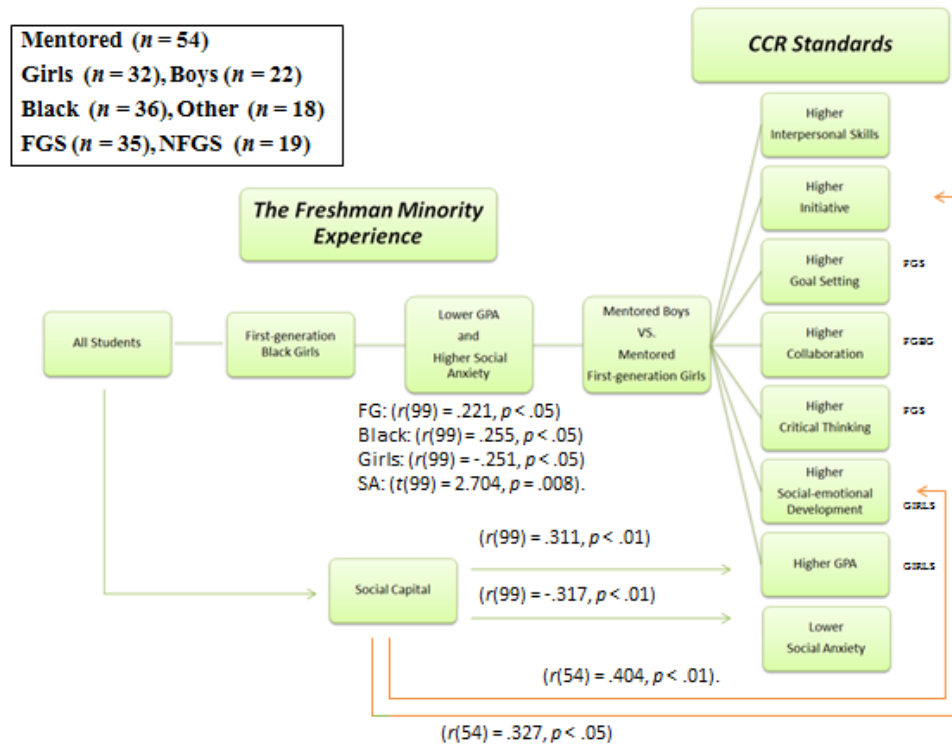 Mentored (n = 54)
Girls (n = 32), Boys (n = 22)
Black (n = 36), Other (n = 18)
FGS (n = 35), NFGS (n = 19)
CCR Standards
The Freshman Minority
Experience
Higher
Interpersonal Skills
Higher
Initiative
Higher
Goal Setting
FGS
All Students
First-generation
Black Girls
Lower GPA
and
Higher Social
Anxiety
Mentored Boys
VS.
Mentored
First-generation Girls
Higher
Collaboration
FGBG
Higher
Critical Thinking
FGS
FG: (r(99) = .221, p < .05)
Black: (r(99) = .255, p < .05)
Girls: (r(99) = -.251, p < .05)
SA: (t(99) = 2.704, p = .008).
Higher
Social-emotional
Development
GIRLS
(r(99) = .311, p < .01)
Higher GPA
GIRLS
Social Capital
(r(99) = -.317, p < .01)
Lower
Social Anxiety
(r(54) = .404, p < .01).
(r(54) = .327, p < .05)